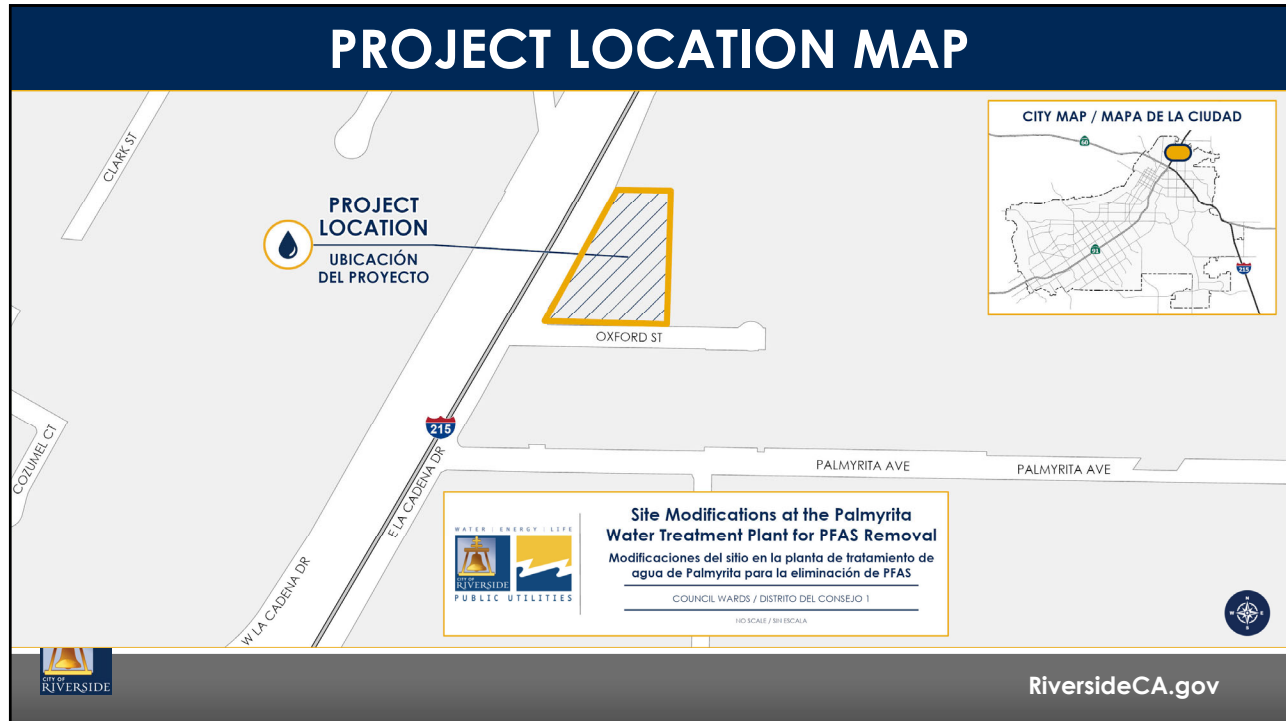 PROJECT LOCATION MAP
CLARK ST
PROJECT
LOCATION
UBICACIÓN
DEL PROYECTO
CITY MAP / MAPA DE LA CIUDAD
60
91
215
OXFORD ST
215
COZUMEL CT
E LA CADENA DR
W LA CADENA DR
PALMYRITA AVE
PALMYRITA AVE
WATER | ENERGY | LIFE
CITY OF
RIVERSIDE
PUBLIC UTILITIES
Site Modifications at the Palmyrita
Water Treatment Plant for PFAS Removal
Modificaciones del sitio en la planta de tratamiento de
agua de Palmyrita para la eliminación de PFAS
COUNCIL WARDS / DISTRITO DEL CONSEJO 1
NO SCALE / SIN ESCALA
N
W
E
S
CITY OF
RIVERSIDE
RiversideCA.gov